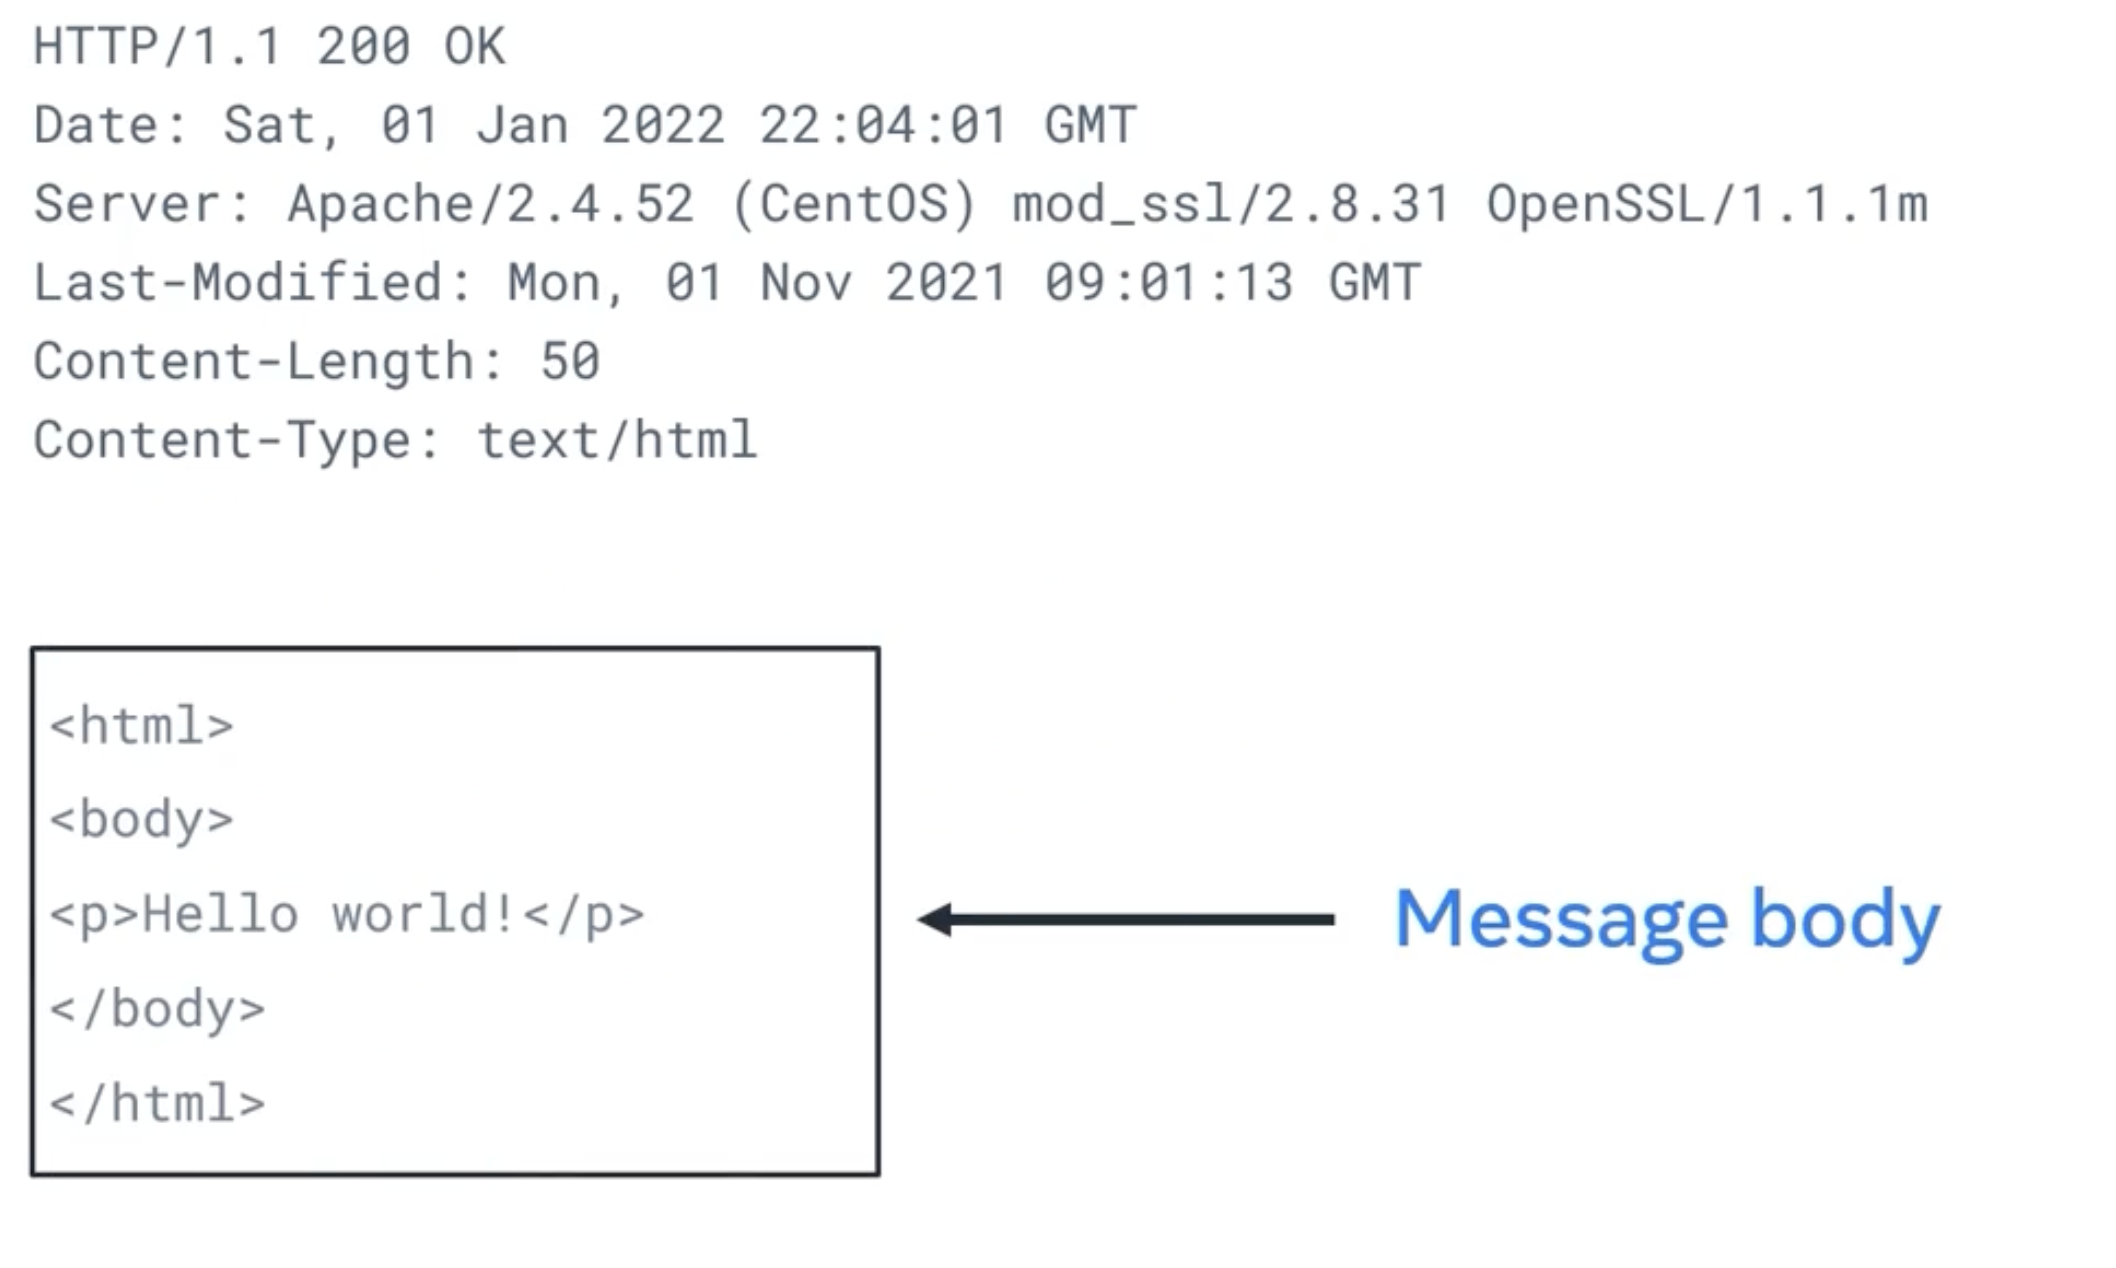 HTTP/1.1 200 OK
Date: Sat, 01 Jan 2022 22:04:01 GMT
Server: Apache/2.4.52 (CentOS) mod_ssl/2.8.31 OpenSSL/1.1.1m
Last-Modified: Mon, 01 Nov 2021 09:01:13 GMT
Content-Length: 50
Content-Type: text/html
<html>
<body>
<p>Hello world!</p>
</body>
</html>
Message body